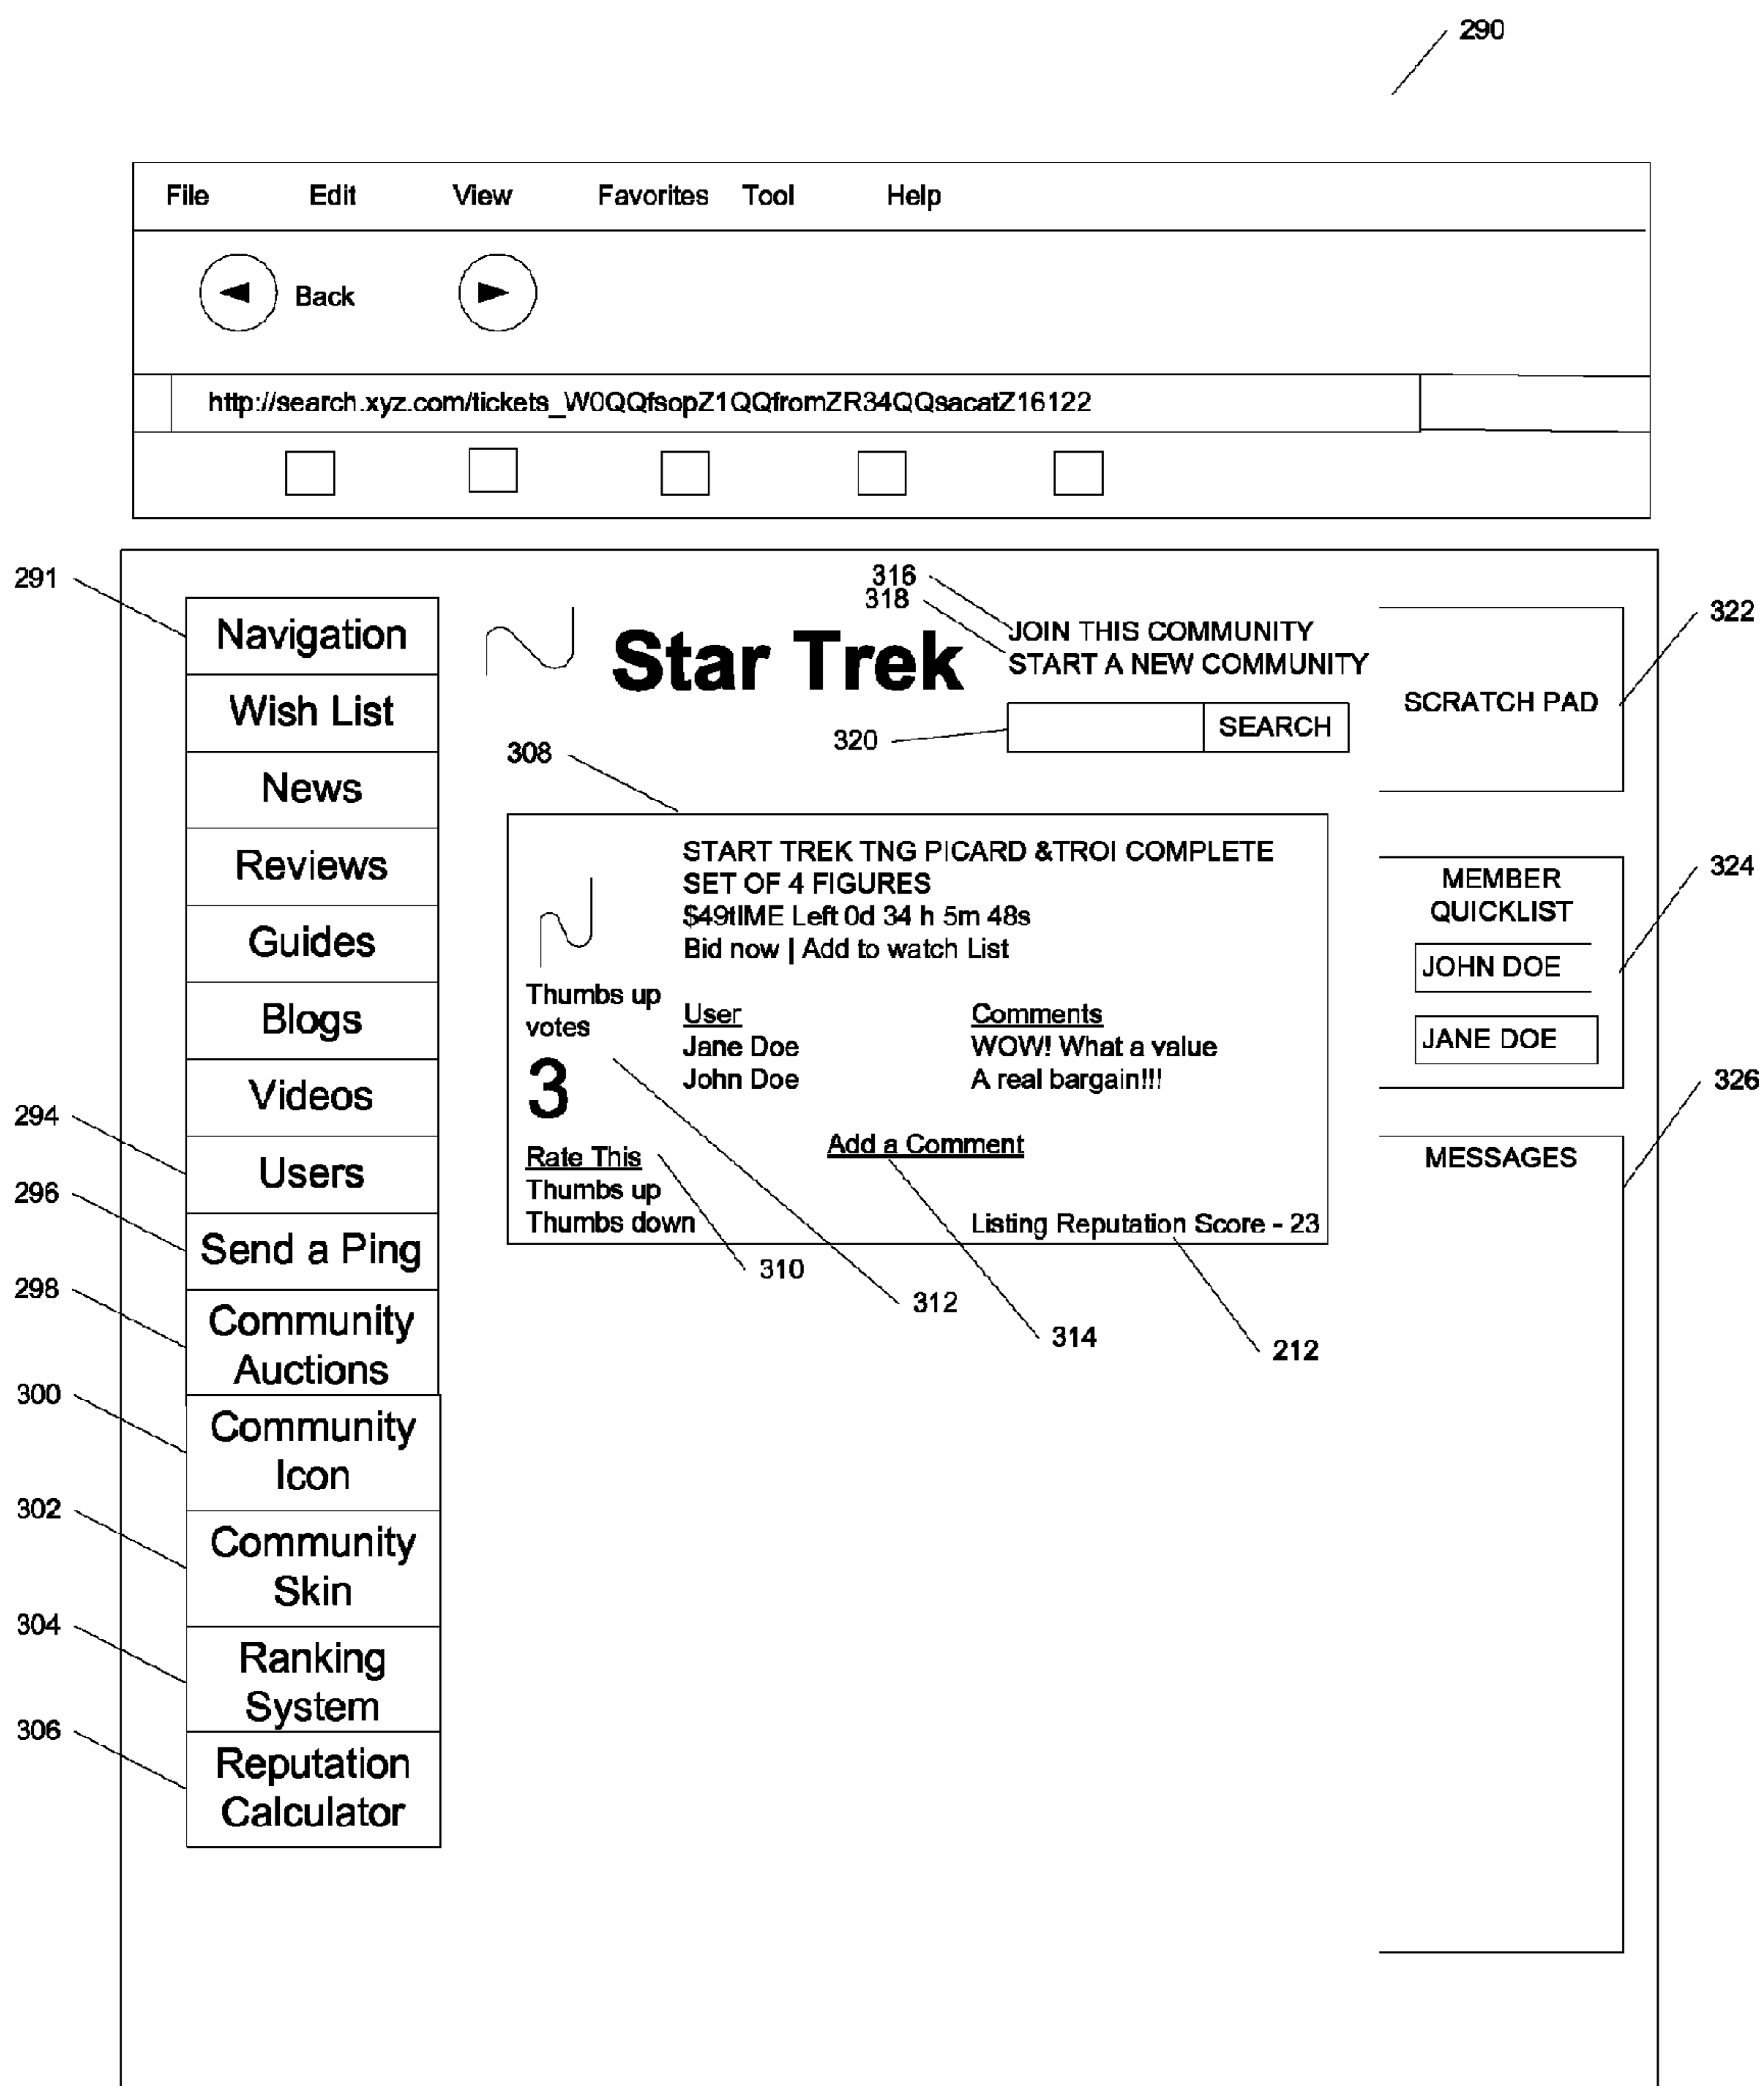 290
File Edit View Favorites Tool Help
Back
http://search.xyz.com/tickets_W0QQfsopZ1QQfromZR34QQsacatZ16122
291
Navigation
Wish List
News
Reviews
Guides
Blogs
Videos
294
Users
296
Send a Ping
298
Community
Auctions
300
Community
Icon
302
Community
Skin
304
Ranking
System
306
Reputation
Calculator
Star Trek
316
318
JOIN THIS COMMUNITY
START A NEW COMMUNITY
320
SEARCH
308
START TREK TNG PICARD &TROI COMPLETE
SET OF 4 FIGURES
$49tIME Left 0d 34 h 5m 48s
Bid now | Add to watch List
Thumbs up
votes
3
User Comments
Jane Doe WOW! What a value
John Doe A real bargain!!!
Add a Comment
Rate This
Thumbs up
Thumbs down
Listing Reputation Score - 23
310
312
314
212
322
SCRATCH PAD
324
MEMBER
QUICKLIST
JOHN DOE
JANE DOE
326
MESSAGES